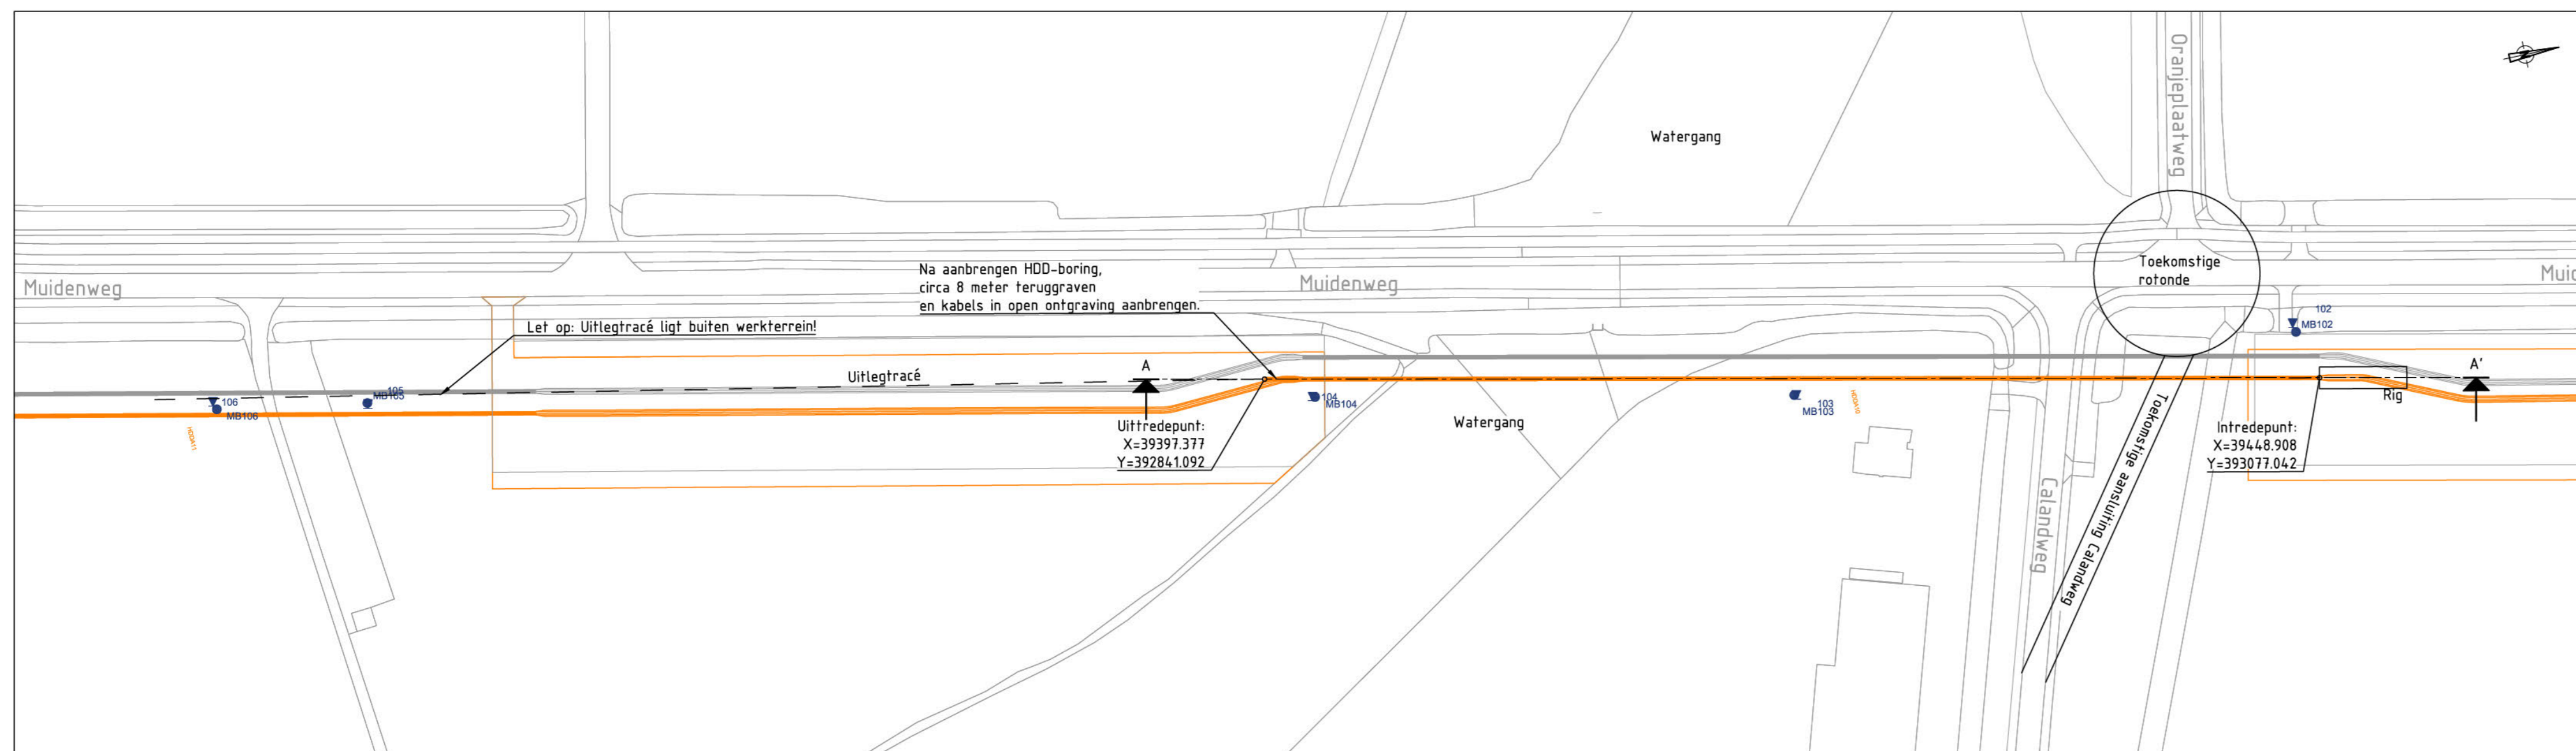 Oranjeplaatweg
Watergang
Muidenweg
Na aanbrengen HDD-boring,
circa 8 meter teruggraven
en kabels in open ontgraving aanbrengen.
Muidenweg
Toekomstige
rotonde
Muid
Let op: Uitlegtracé ligt buiten werkterrein!
102
MB102
A
A'
Uitlegtracé
105
MB105
106
MB106
104
MB104
103
MB103
HDDA10
HDDA11
Rig
Watergang
Uittredepunt:
X=39397.377
Y=392841.092
Intredepunt:
X=39448.908
Y=393077.042
Calandweg
Toekomstige aansluiting Calandweg